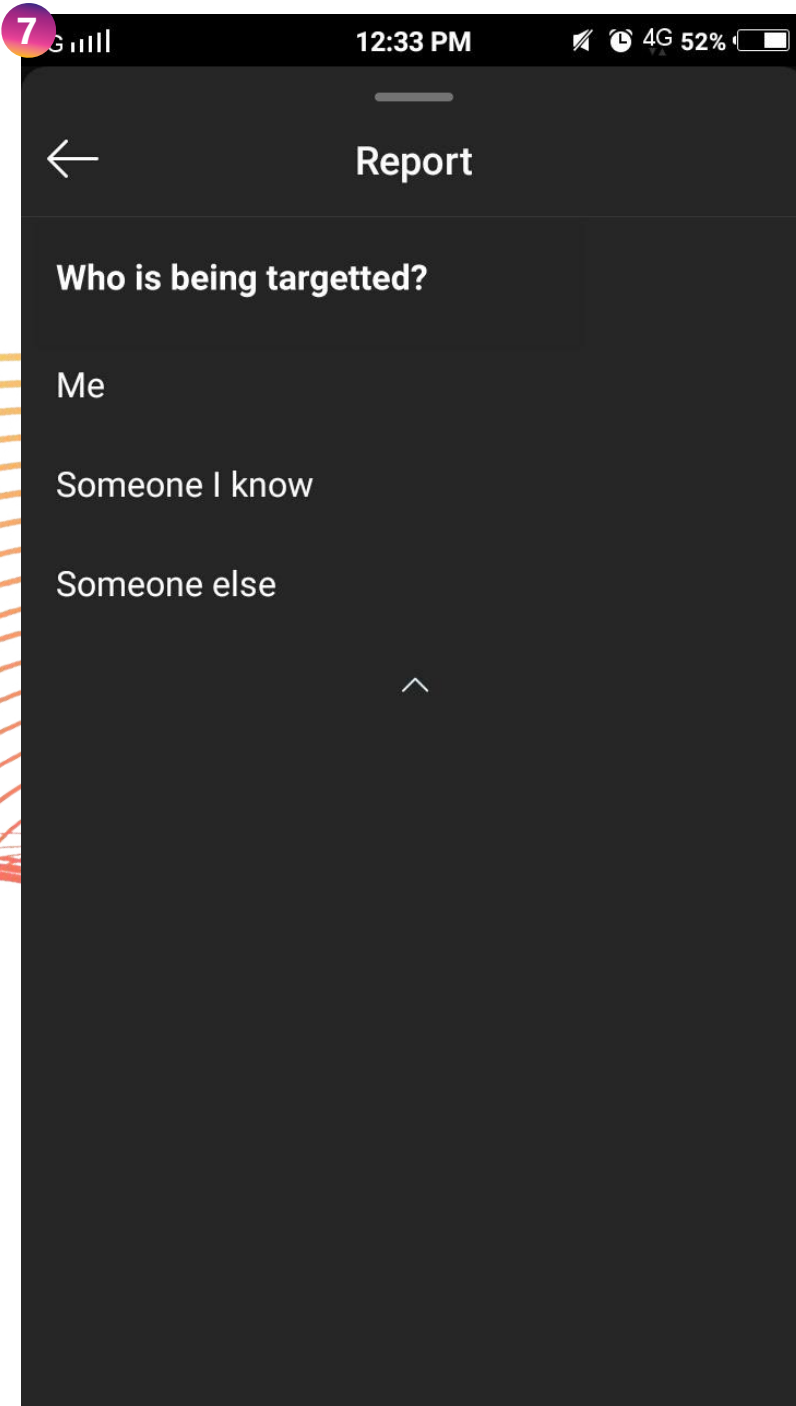 7
G 12:33 PM 4G 52%
Report
Who is being targetted?
Me
Someone I know
Someone else